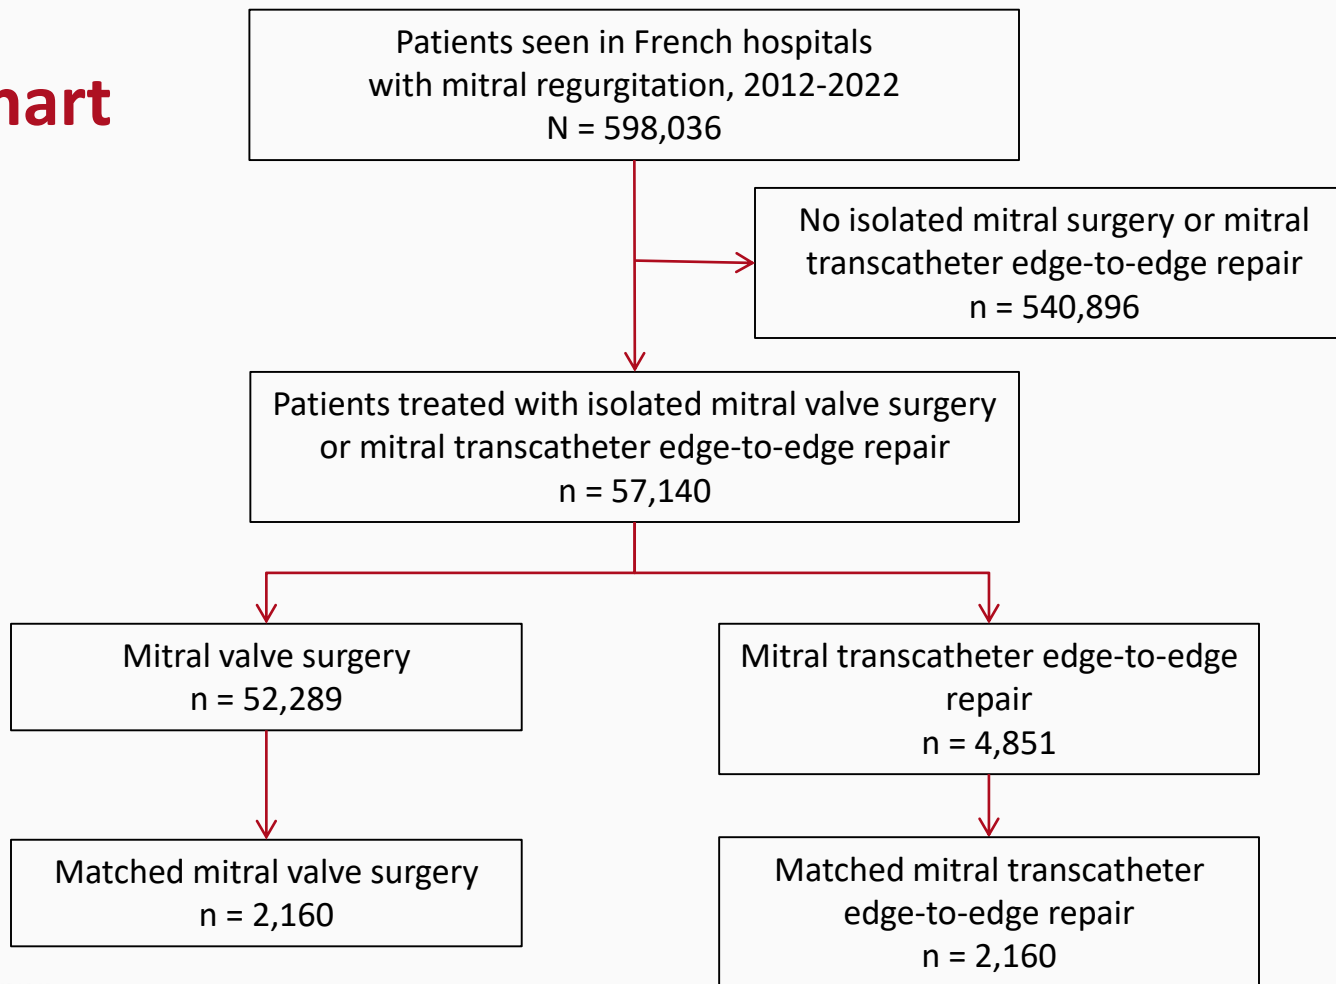 hart
Patients seen in French hospitals
with mitral regurgitation, 2012-2022
N = 598,036
No isolated mitral surgery or mitral
transcatheter edge-to-edge repair
n = 540,896
Patients treated with isolated mitral valve surgery
or mitral transcatheter edge-to-edge repair
n = 57,140
Mitral valve surgery
n = 52,289
Mitral transcatheter edge-to-edge
repair
n = 4,851
Matched mitral valve surgery
n = 2,160
Matched mitral transcatheter
edge-to-edge repair
n = 2,160